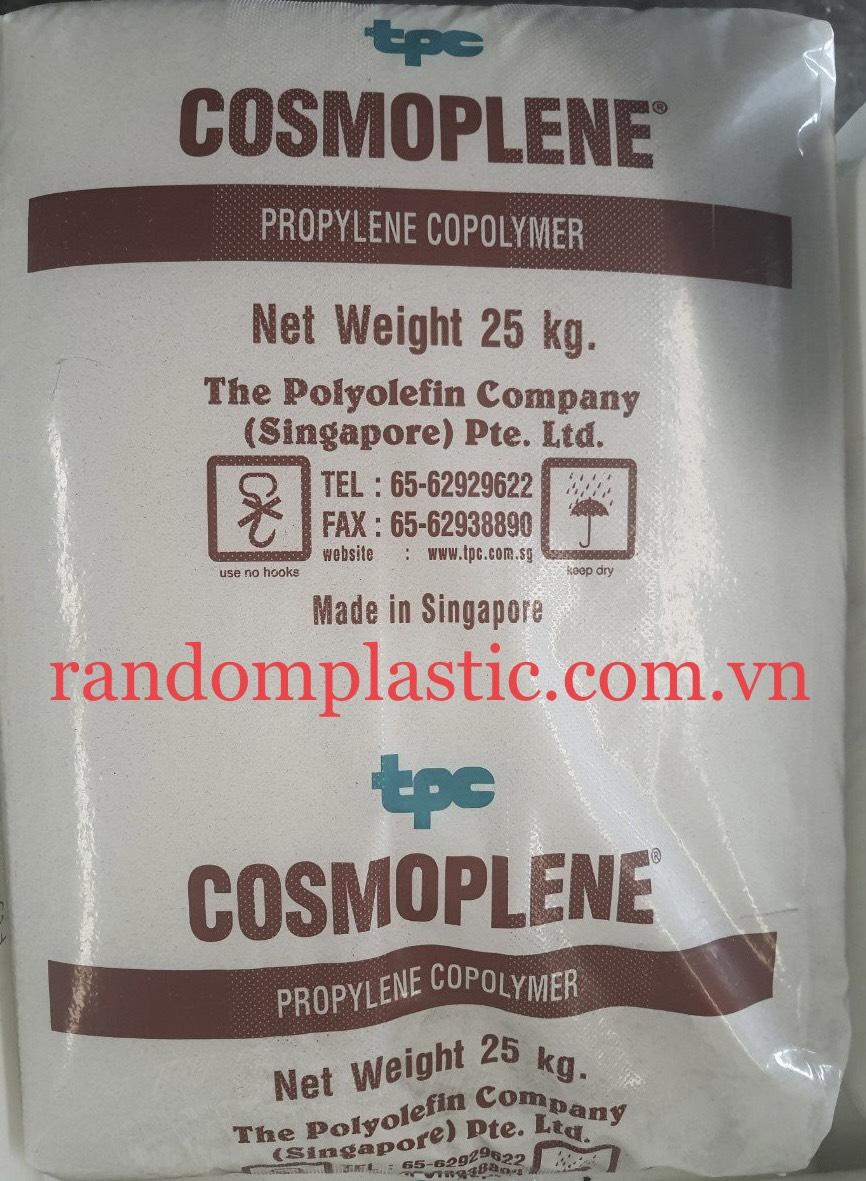 tpc
COSMOPLENE®
PROPYLENE COPOLYMER
Net Weight 25 kg.
The Polyolefin Company
(Singapore) Pte. Ltd.
TEL : 65-62929622
FAX : 65-62938890
website : www.tpc.com.sg
use no hooks
keep dry
Made in Singapore
randomplastic.com.vn
tpc
COSMOPLENE®
PROPYLENE COPOLYMER
Net Weight 25 kg.
The Polyolefin Company
(Singapore) Pte. Ltd.
65-62929622